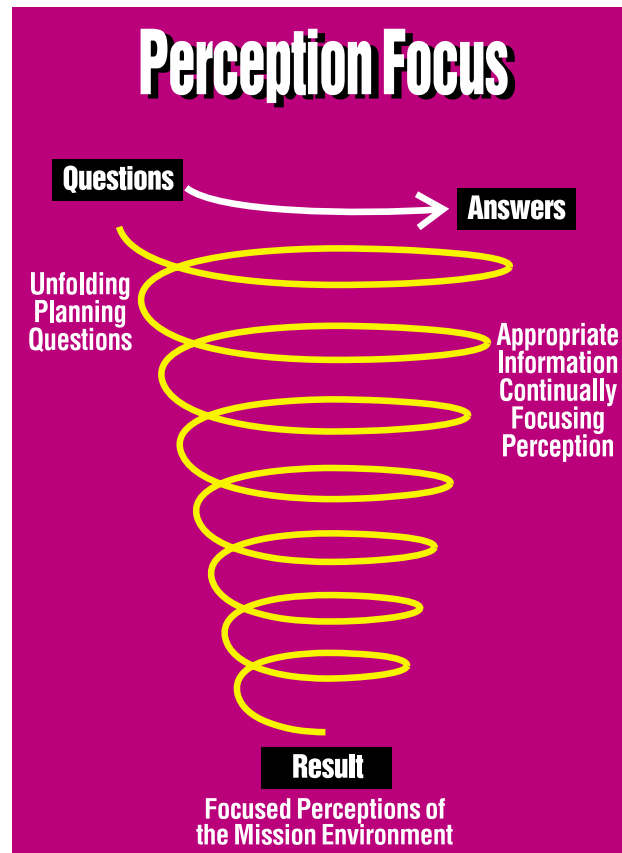 Perception Focus
Questions
Answers
Unfolding
Planning
Questions
Appropriate
Information
Continually
Focusing
Perception
Result
Focused Perceptions of
the Mission Environment